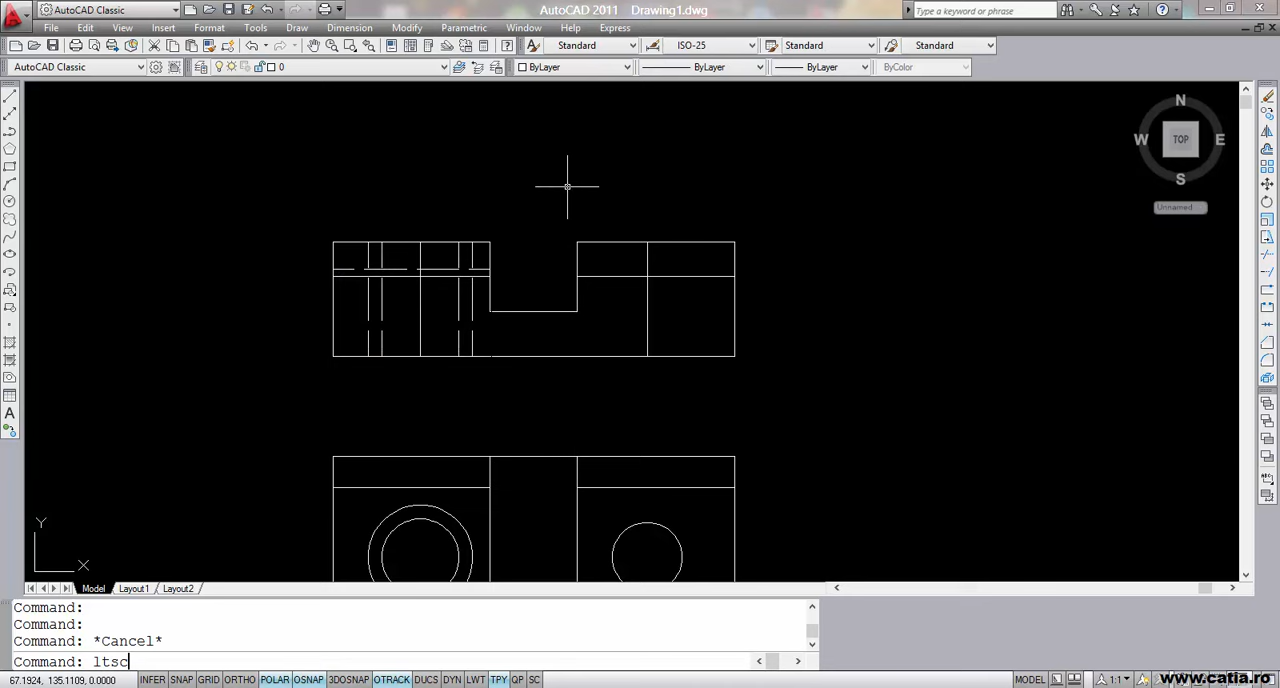 AutoCAD Classic
AutoCAD 2011 Drawing1.dwg
Type a keyword or phrase
File Edit View Insert Format Tools Draw Dimension Modify Parametric Window Help Express
Standard ISO-25 Standard Standard
AutoCAD Classic 0 ByLayer ByLayer ByLayer ByColor
N
W TOP E
S
Unnamed
Y
X
Model Layout1 Layout2
Command:
Command:
Command: *Cancel*
Command: ltsc
67.1924, 135.1109, 0.0000 INFER SNAP GRID ORTHO POLAR OSNAP 3DOSNAP OTRACK DUCS DYN LWT TPY QP SC MODEL 1:1
www.catia.ro